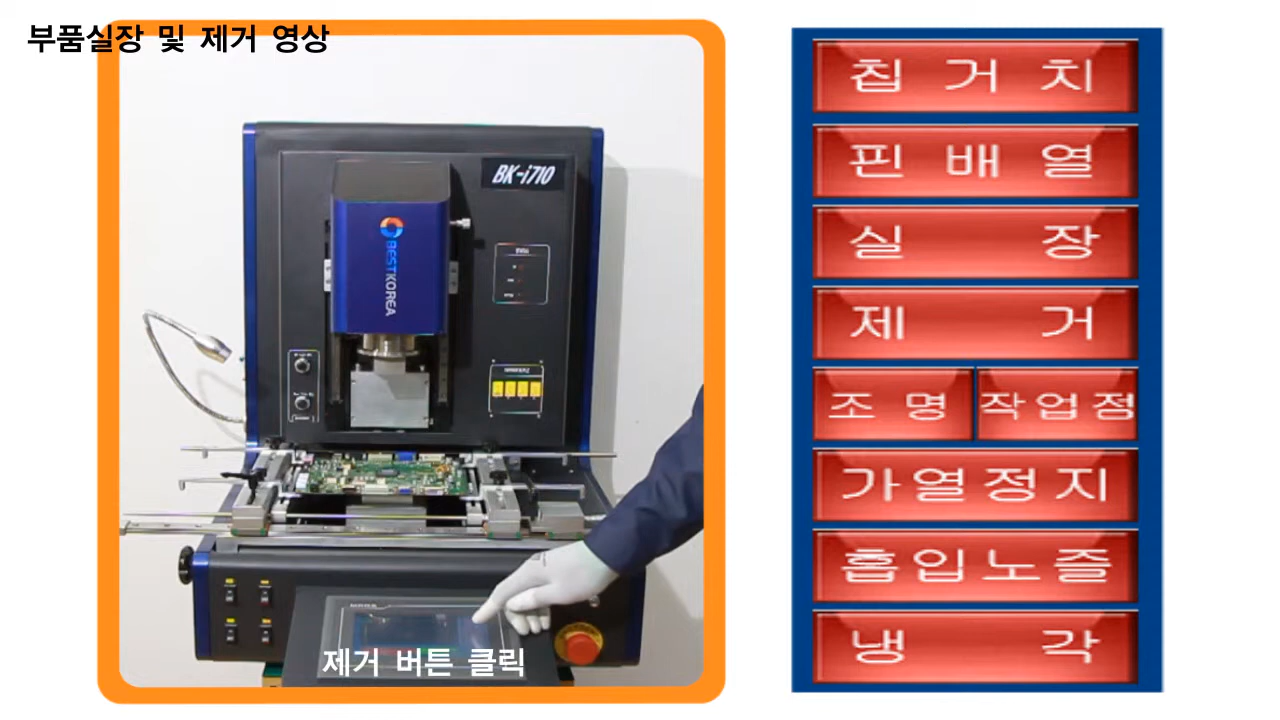 부품실장 및 제거 영상
BK-i710
BESTKOREA
제거 버튼 클릭
칩 거 치
핀 배 열
실 장
제 거
조 명
작업점
가열정지
흡입노즐
냉 각